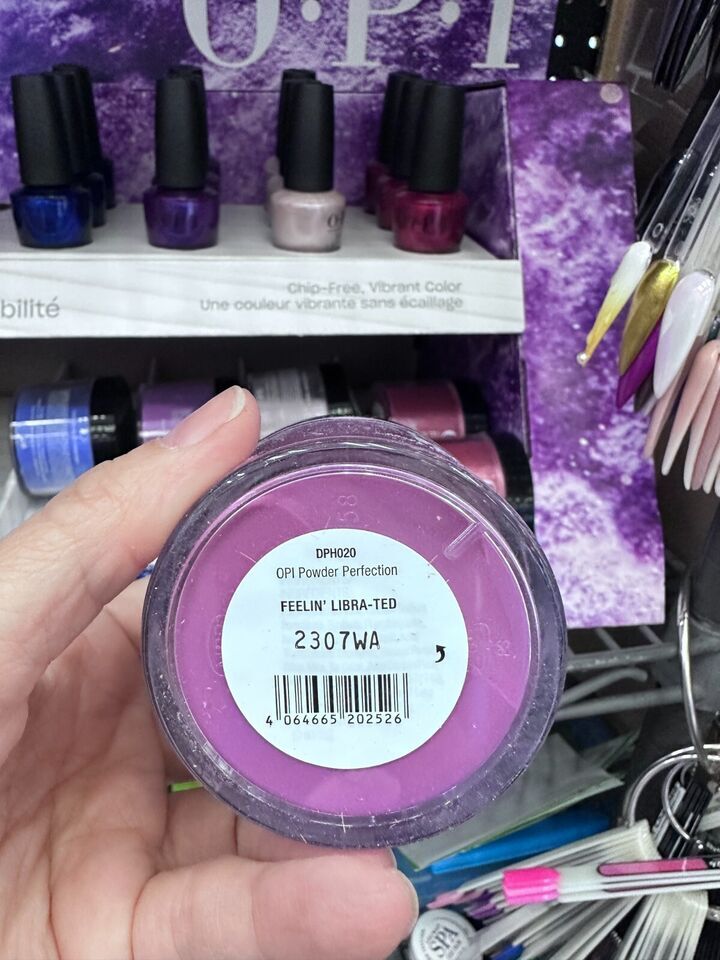 O·P·I
Chip-Free, Vibrant Color
bilité
Une couleur vibrante sans écaillage
DPH020
OPI Powder Perfection
FEELIN' LIBRA-TED
2307WA
4 064665 202526
SPA